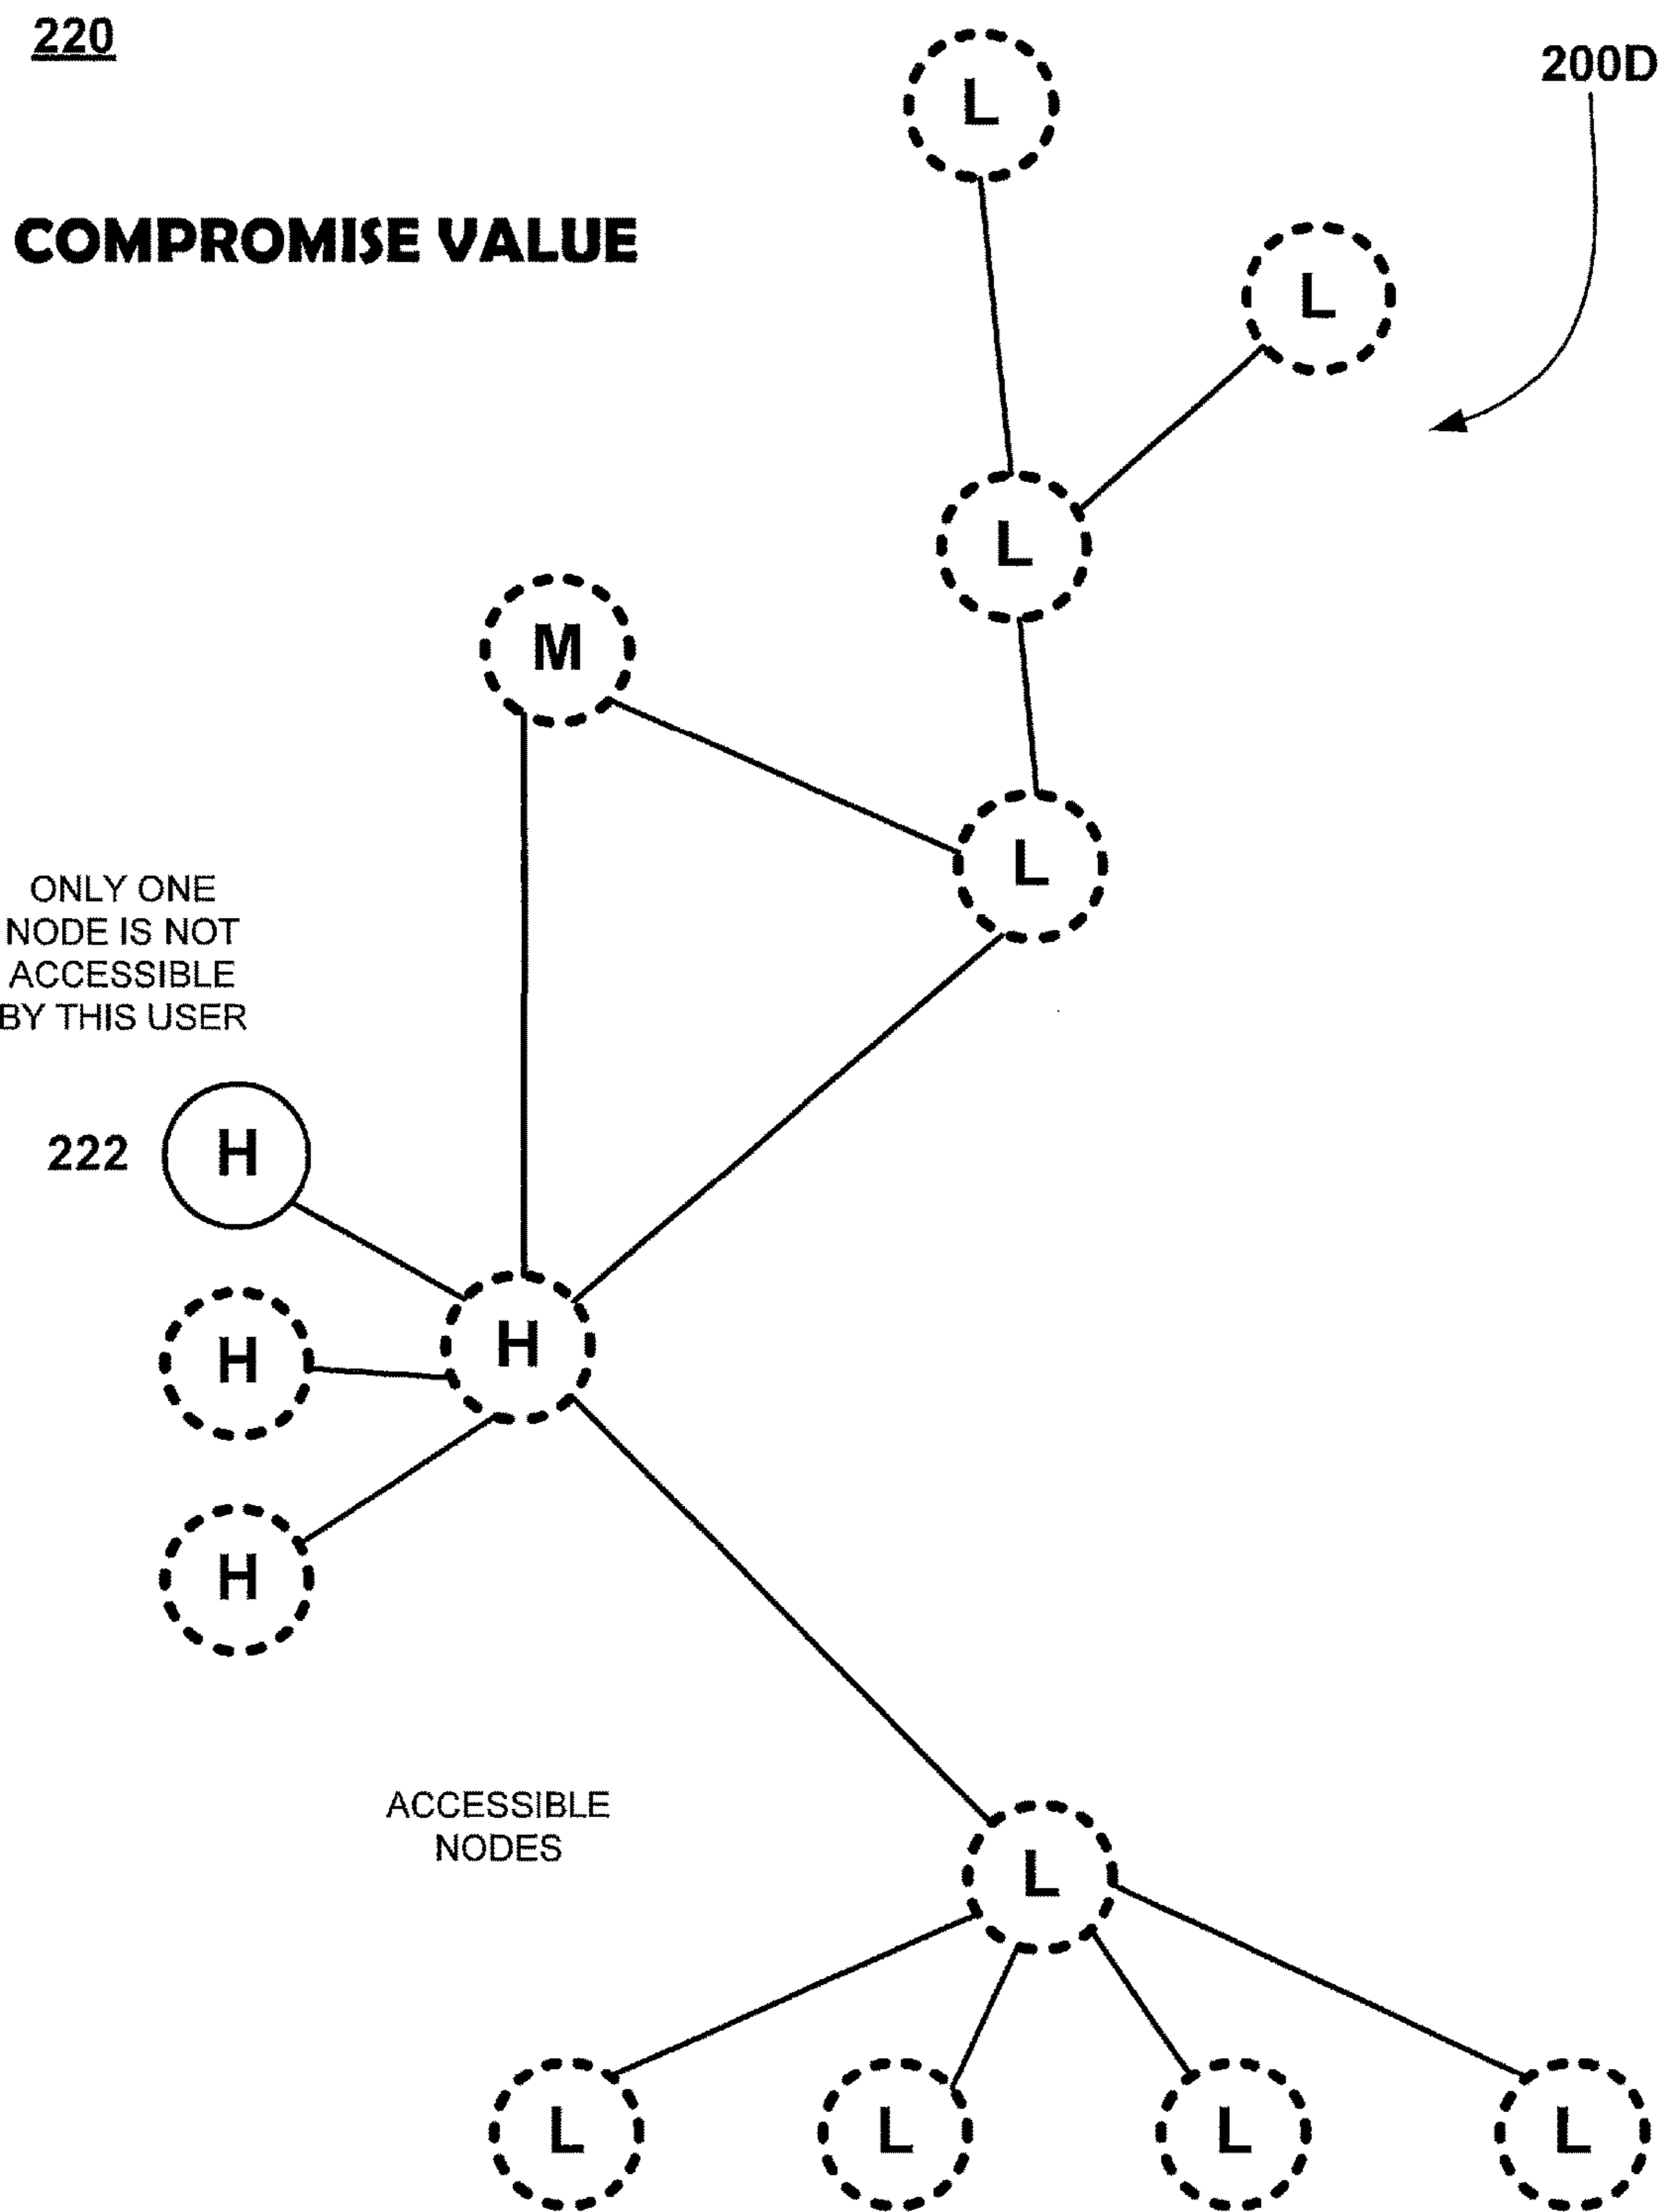 220
200D
L
COMPROMISE VALUE
L
L
M
L
ONLY ONE
NODE IS NOT
ACCESSIBLE
BY THIS USER
222
H
H
H
H
ACCESSIBLE
NODES
L
L
L
L
L